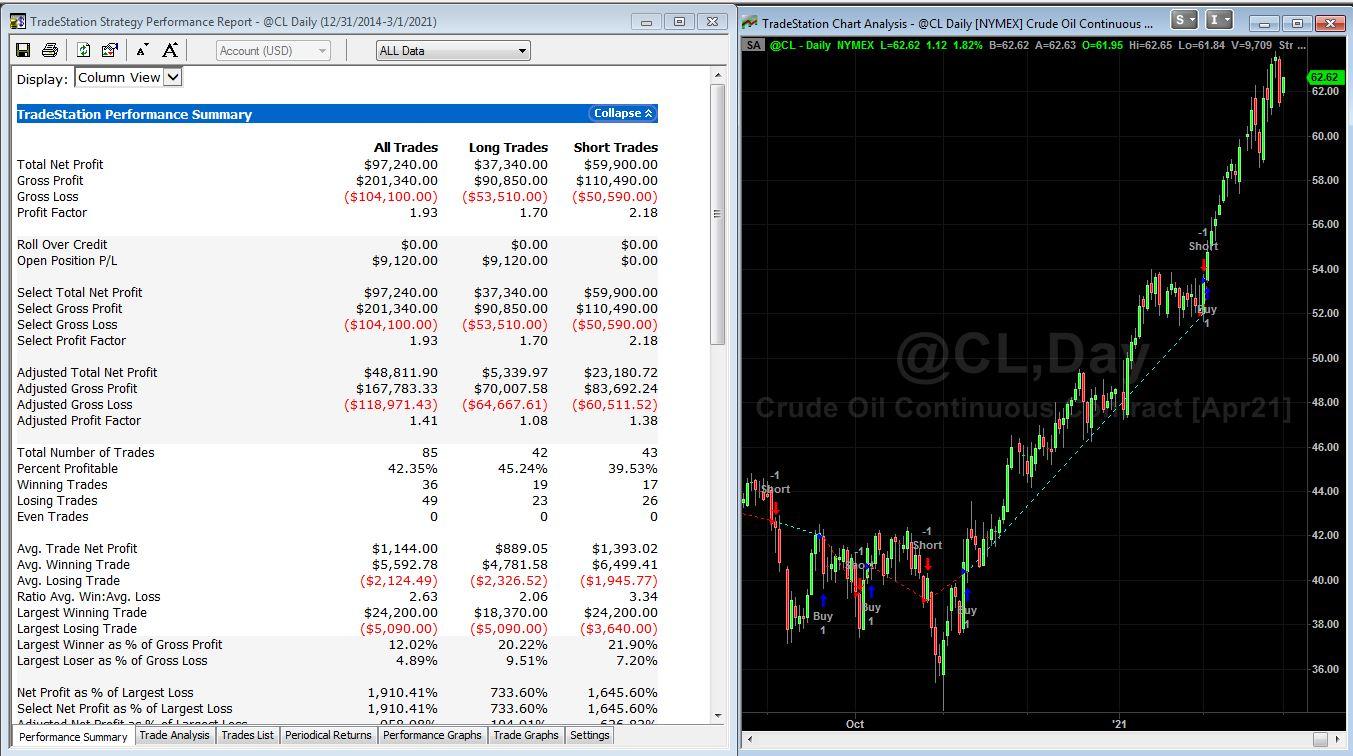 TradeStation Strategy Performance Report - @CL Daily (12/31/2014-3/1/2021)
A A Account (USD) ALL Data
Display: Column View
TradeStation Performance Summary Collapse
All Trades Long Trades Short Trades
Total Net Profit $97,240.00 $37,340.00 $59,900.00
Gross Profit $201,340.00 $90,850.00 $110,490.00
Gross Loss ($104,100.00) ($53,510.00) ($50,590.00)
Profit Factor 1.93 1.70 2.18
Roll Over Credit $0.00 $0.00 $0.00
Open Position P/L $9,120.00 $9,120.00 $0.00
Select Total Net Profit $97,240.00 $37,340.00 $59,900.00
Select Gross Profit $201,340.00 $90,850.00 $110,490.00
Select Gross Loss ($104,100.00) ($53,510.00) ($50,590.00)
Select Profit Factor 1.93 1.70 2.18
Adjusted Total Net Profit $48,811.90 $5,339.97 $23,180.72
Adjusted Gross Profit $167,783.33 $70,007.58 $83,692.24
Adjusted Gross Loss ($118,971.43) ($64,667.61) ($60,511.52)
Adjusted Profit Factor 1.41 1.08 1.38
Total Number of Trades 85 42 43
Percent Profitable 42.35% 45.24% 39.53%
Winning Trades 36 19 17
Losing Trades 49 23 26
Even Trades 0 0 0
Avg. Trade Net Profit $1,144.00 $889.05 $1,393.02
Avg. Winning Trade $5,592.78 $4,781.58 $6,499.41
Avg. Losing Trade ($2,124.49) ($2,326.52) ($1,945.77)
Ratio Avg. Win:Avg. Loss 2.63 2.06 3.34
Largest Winning Trade $24,200.00 $18,370.00 $24,200.00
Largest Losing Trade ($5,090.00) ($5,090.00) ($3,640.00)
Largest Winner as % of Gross Profit 12.02% 20.22% 21.90%
Largest Loser as % of Gross Loss 4.89% 9.51% 7.20%
Net Profit as % of Largest Loss 1,910.41% 733.60% 1,645.60%
Select Net Profit as % of Largest Loss 1,910.41% 733.60% 1,645.60%
Adjusted Net Profit as % of Largest Loss
Performance Summary Trade Analysis Trades List Periodical Returns Performance Graphs Trade Graphs Settings
TradeStation Chart Analysis - @CL Daily [NYMEX] Crude Oil Continuous ... S I
SA @CL - Daily NYMEX L=62.62 1.12 1.82% B=62.62 A=62.63 O=61.95 Hi=62.65 Lo=61.84 V=9,709 Str ...
62.62
62.00
60.00
58.00
56.00
-1
Short
54.00
52.00
Buy
1
@CL,Day
50.00
Crude Oil Continuous Contract [Apr21]
48.00
46.00
-1
Short
44.00
42.00
-1
Short
-1
Short
40.00
Buy
1
Buy
1
Buy
1
38.00
36.00
Oct '21